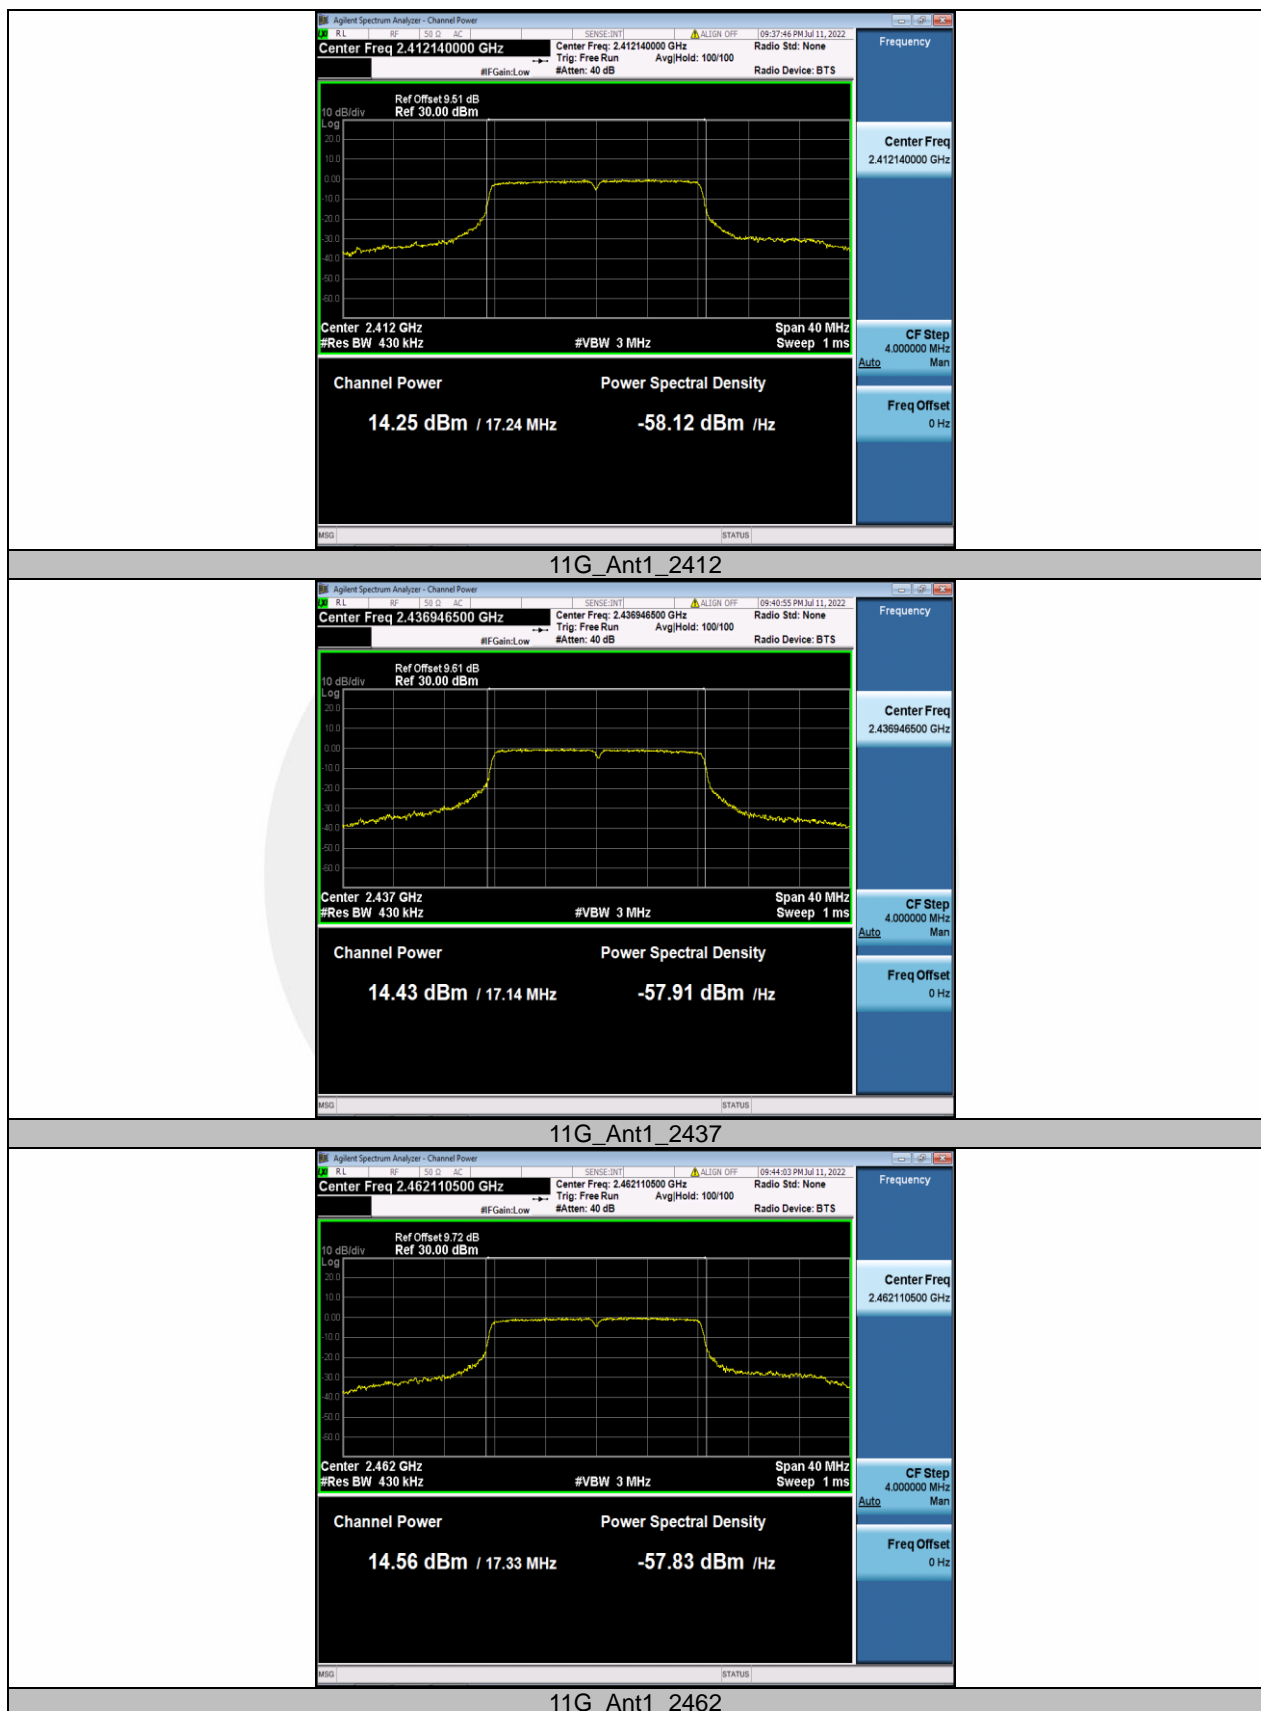 Agilent Spectrum Analyzer - Channel Power
RL RF 50 Ω AC SENSE:INT ALIGN OFF 09:37:46 PM Jul 11, 2022
Center Freq 2.412140000 GHz
Center Freq: 2.412140000 GHz Radio Std: None
Trig: Free Run Avg|Hold: 100/100
#IFGain:Low #Atten: 40 dB Radio Device: BTS
Frequency
Ref Offset 9.51 dB
10 dB/div Ref 30.00 dBm
Log
20.0
10.0
0.00
-10.0
-20.0
-30.0
-40.0
-50.0
-60.0
Center 2.412 GHz Span 40 MHz
#Res BW 430 kHz #VBW 3 MHz Sweep 1 ms
Channel Power Power Spectral Density
14.25 dBm / 17.24 MHz -58.12 dBm /Hz
Center Freq
2.412140000 GHz
CF Step
4.000000 MHz
Auto Man
Freq Offset
0 Hz
MSG STATUS
11G_Ant1_2412
Agilent Spectrum Analyzer - Channel Power
RL RF 50 Ω AC SENSE:INT ALIGN OFF 09:40:55 PM Jul 11, 2022
Center Freq 2.436946500 GHz
Center Freq: 2.436946500 GHz Radio Std: None
Trig: Free Run Avg|Hold: 100/100
#IFGain:Low #Atten: 40 dB Radio Device: BTS
Frequency
Ref Offset 9.61 dB
10 dB/div Ref 30.00 dBm
Log
20.0
10.0
0.00
-10.0
-20.0
-30.0
-40.0
-50.0
-60.0
Center 2.437 GHz Span 40 MHz
#Res BW 430 kHz #VBW 3 MHz Sweep 1 ms
Channel Power Power Spectral Density
14.43 dBm / 17.14 MHz -57.91 dBm /Hz
Center Freq
2.436946500 GHz
CF Step
4.000000 MHz
Auto Man
Freq Offset
0 Hz
MSG STATUS
11G_Ant1_2437
Agilent Spectrum Analyzer - Channel Power
RL RF 50 Ω AC SENSE:INT ALIGN OFF 09:44:03 PM Jul 11, 2022
Center Freq 2.462110500 GHz
Center Freq: 2.462110500 GHz Radio Std: None
Trig: Free Run Avg|Hold: 100/100
#IFGain:Low #Atten: 40 dB Radio Device: BTS
Frequency
Ref Offset 9.72 dB
10 dB/div Ref 30.00 dBm
Log
20.0
10.0
0.00
-10.0
-20.0
-30.0
-40.0
-50.0
-60.0
Center 2.462 GHz Span 40 MHz
#Res BW 430 kHz #VBW 3 MHz Sweep 1 ms
Channel Power Power Spectral Density
14.56 dBm / 17.33 MHz -57.83 dBm /Hz
Center Freq
2.462110500 GHz
CF Step
4.000000 MHz
Auto Man
Freq Offset
0 Hz
MSG STATUS
11G_Ant1_2462